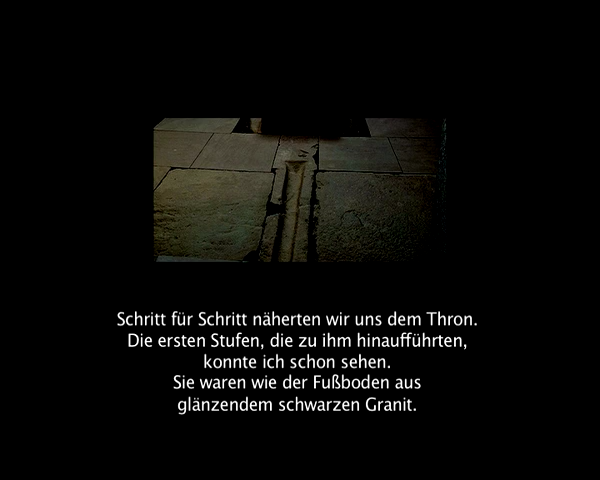 Schritt für Schritt näherten wir uns dem Thron.
Die ersten Stufen, die zu ihm hinaufführten,
konnte ich schon sehen.
Sie waren wie der Fußboden aus
glänzendem schwarzen Granit.